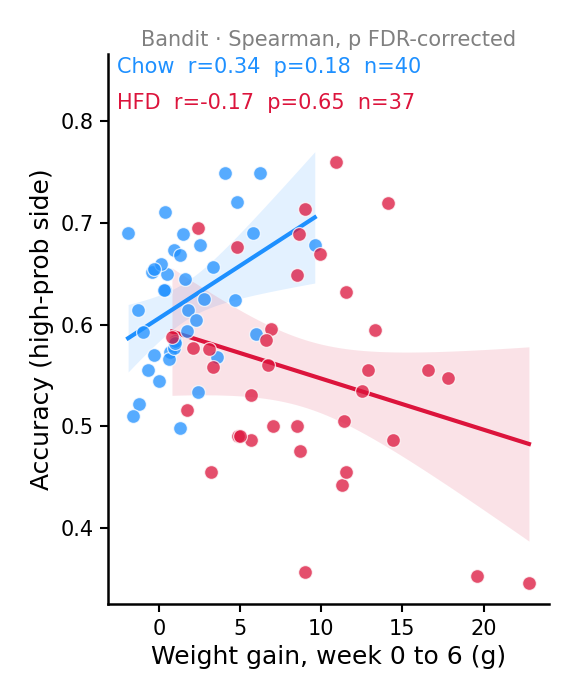 Bandit · Spearman, p FDR-corrected
Chow r=0.34 p=0.18 n=40
HFD r=-0.17 p=0.65 n=37
0.8
0.7
0.6
0.5
0.4
Accuracy (high-prob side)
0
5
10
15
20
Weight gain, week 0 to 6 (g)